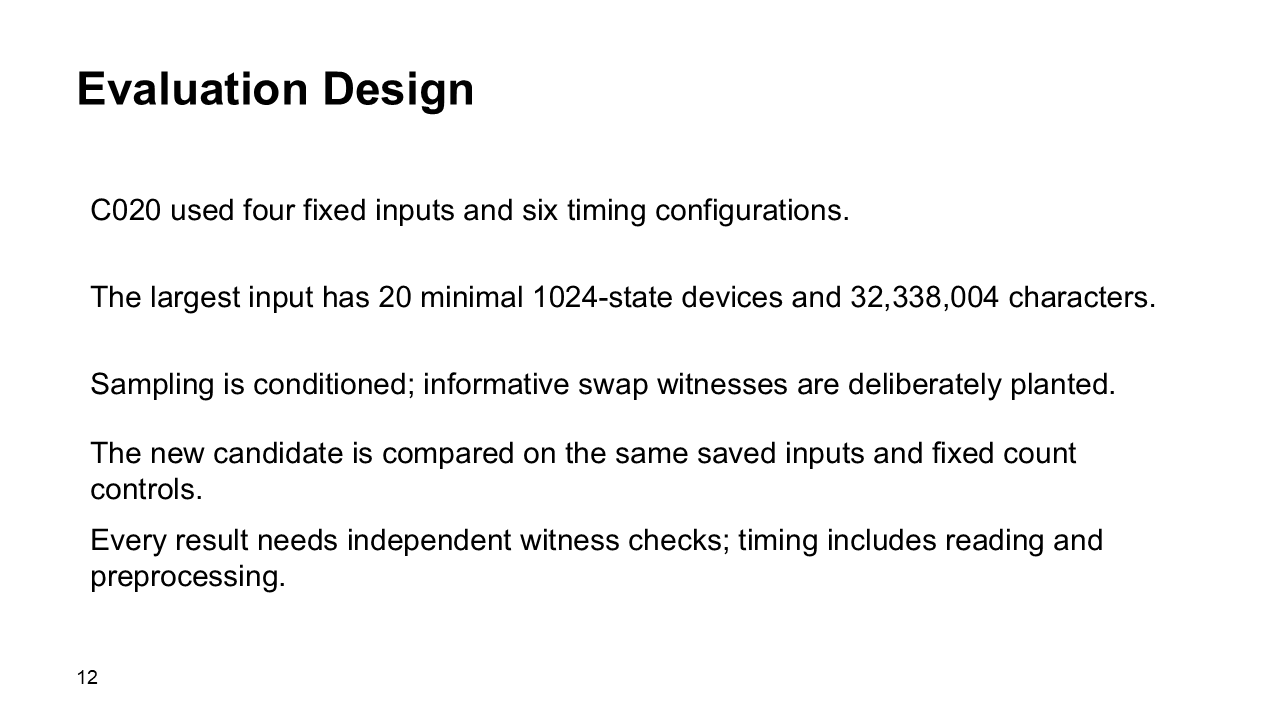 Evaluation Design
C020 used four fixed inputs and six timing configurations.
The largest input has 20 minimal 1024-state devices and 32,338,004 characters.
Sampling is conditioned; informative swap witnesses are deliberately planted.
The new candidate is compared on the same saved inputs and fixed count
controls.
Every result needs independent witness checks; timing includes reading and
preprocessing.
12